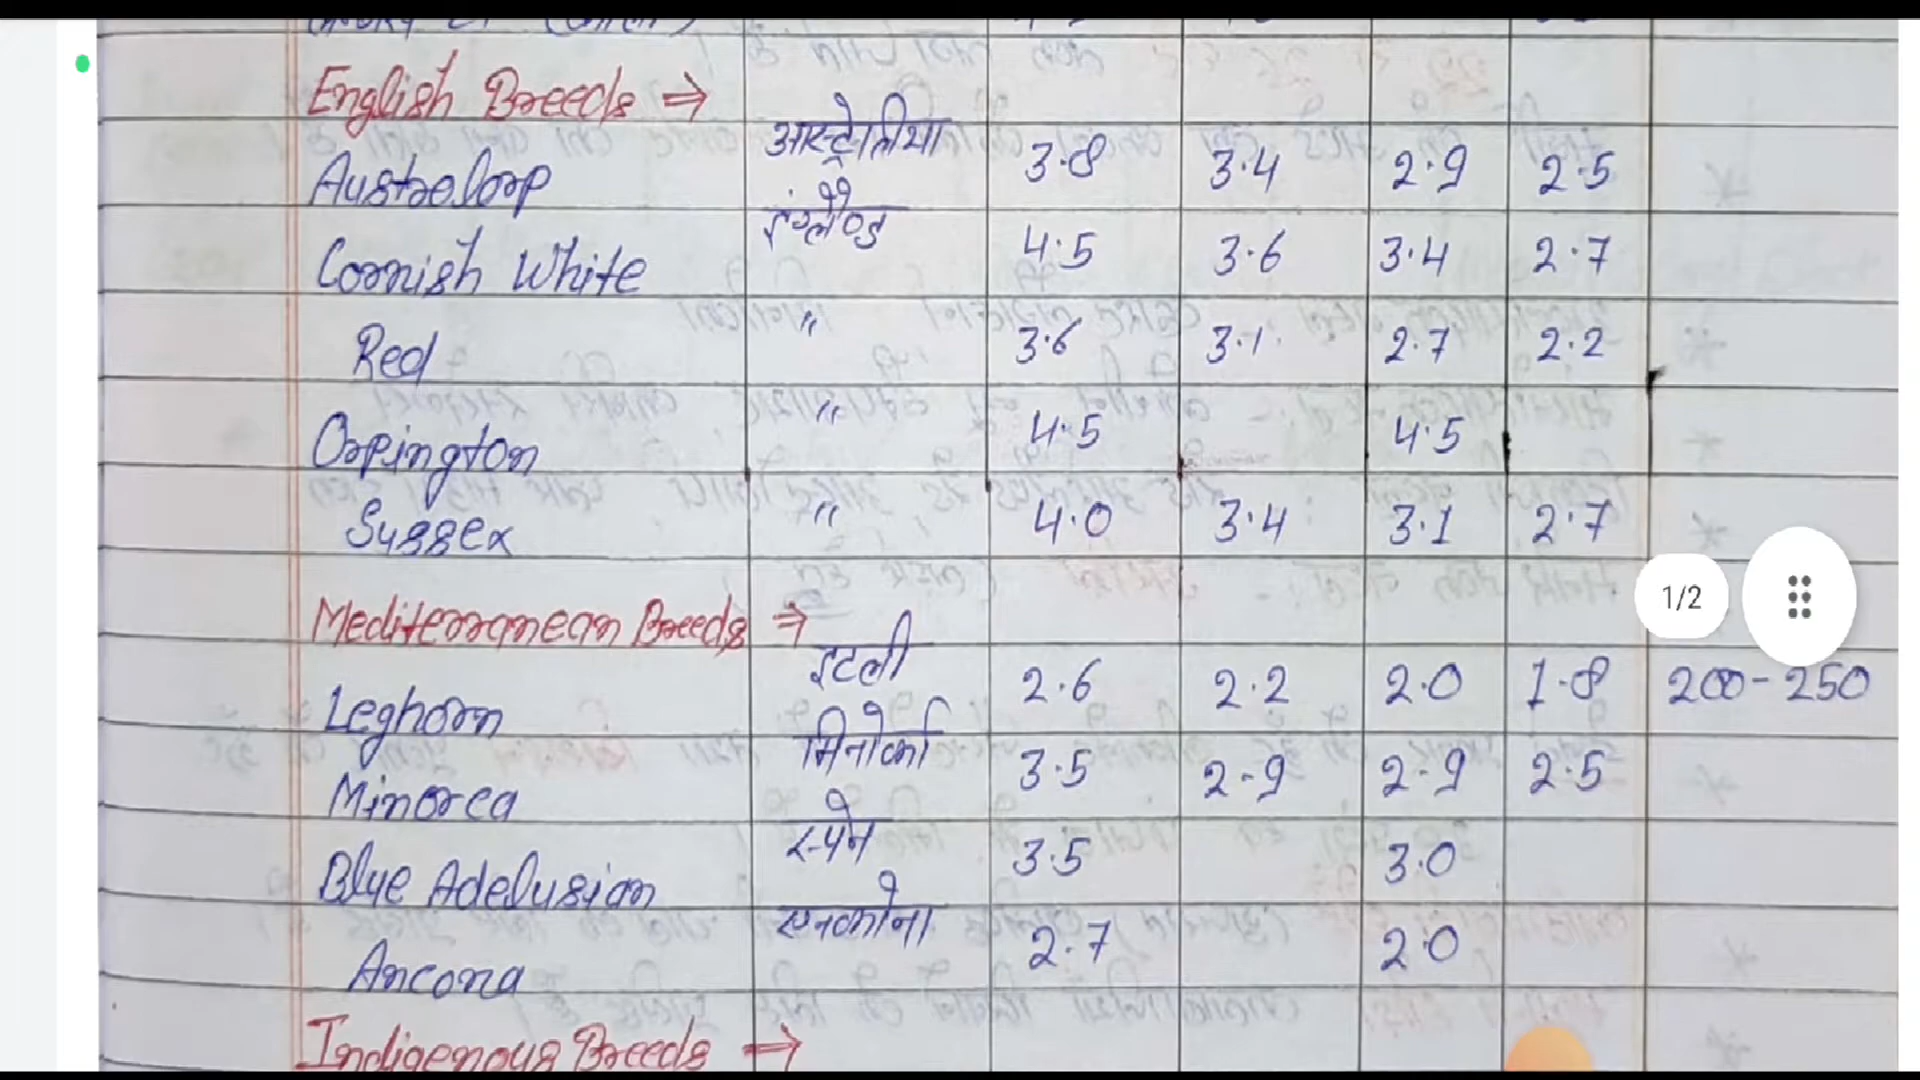 English Breeds ⇒
Australorp आस्ट्रेलिया 3.8 3.4 2.9 2.5
Cornish White इंग्लैण्ड 4.5 3.6 3.4 2.7
Red " 3.6 3.1 2.7 2.2
Orpington " 4.5 4.5
Sussex " 4.0 3.4 3.1 2.7
Mediterranean Breeds ⇒
Leghorn इटली 2.6 2.2 2.0 1.8 200-250
Minorca मिनोर्का 3.5 2.9 2.9 2.5
Blue Adelusian स्पेन 3.5 3.0
Ancona एनकोना 2.7 2.0
Indigenous Breeds ⇒
1/2